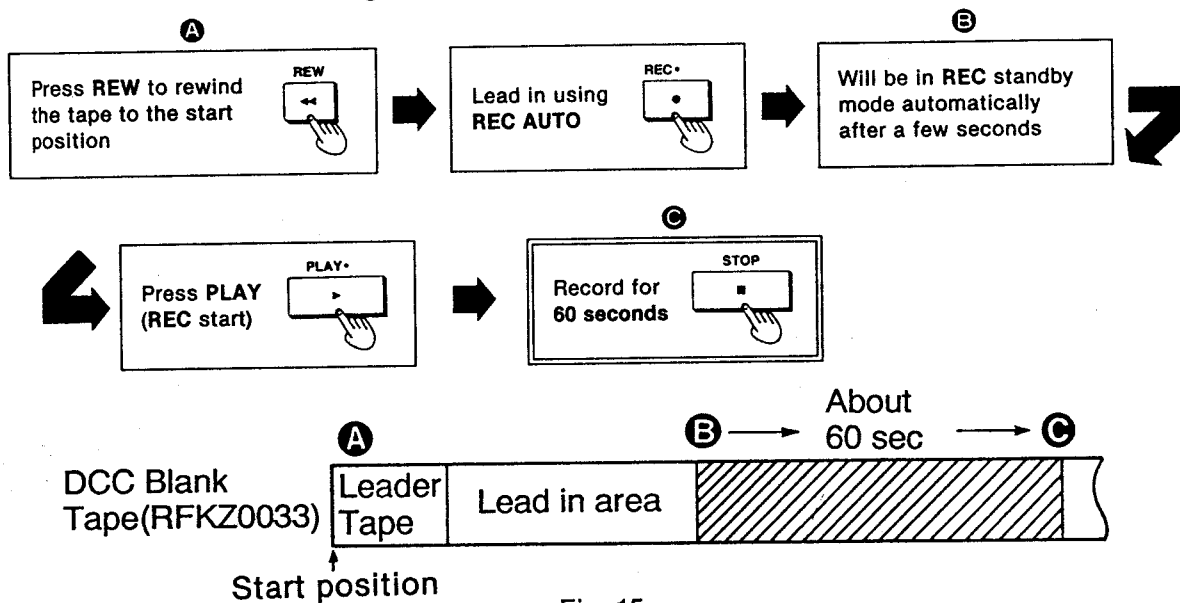 A
Press REW to rewind
the tape to the start
position
REW
Lead in using
REC AUTO
REC•
B
Will be in REC standby
mode automatically
after a few seconds
Press PLAY
(REC start)
PLAY•
C
Record for
60 seconds
STOP
About
A
B
60 sec
C
DCC Blank
Tape(RFKZ0033)
Leader
Tape
Lead in area
Start position